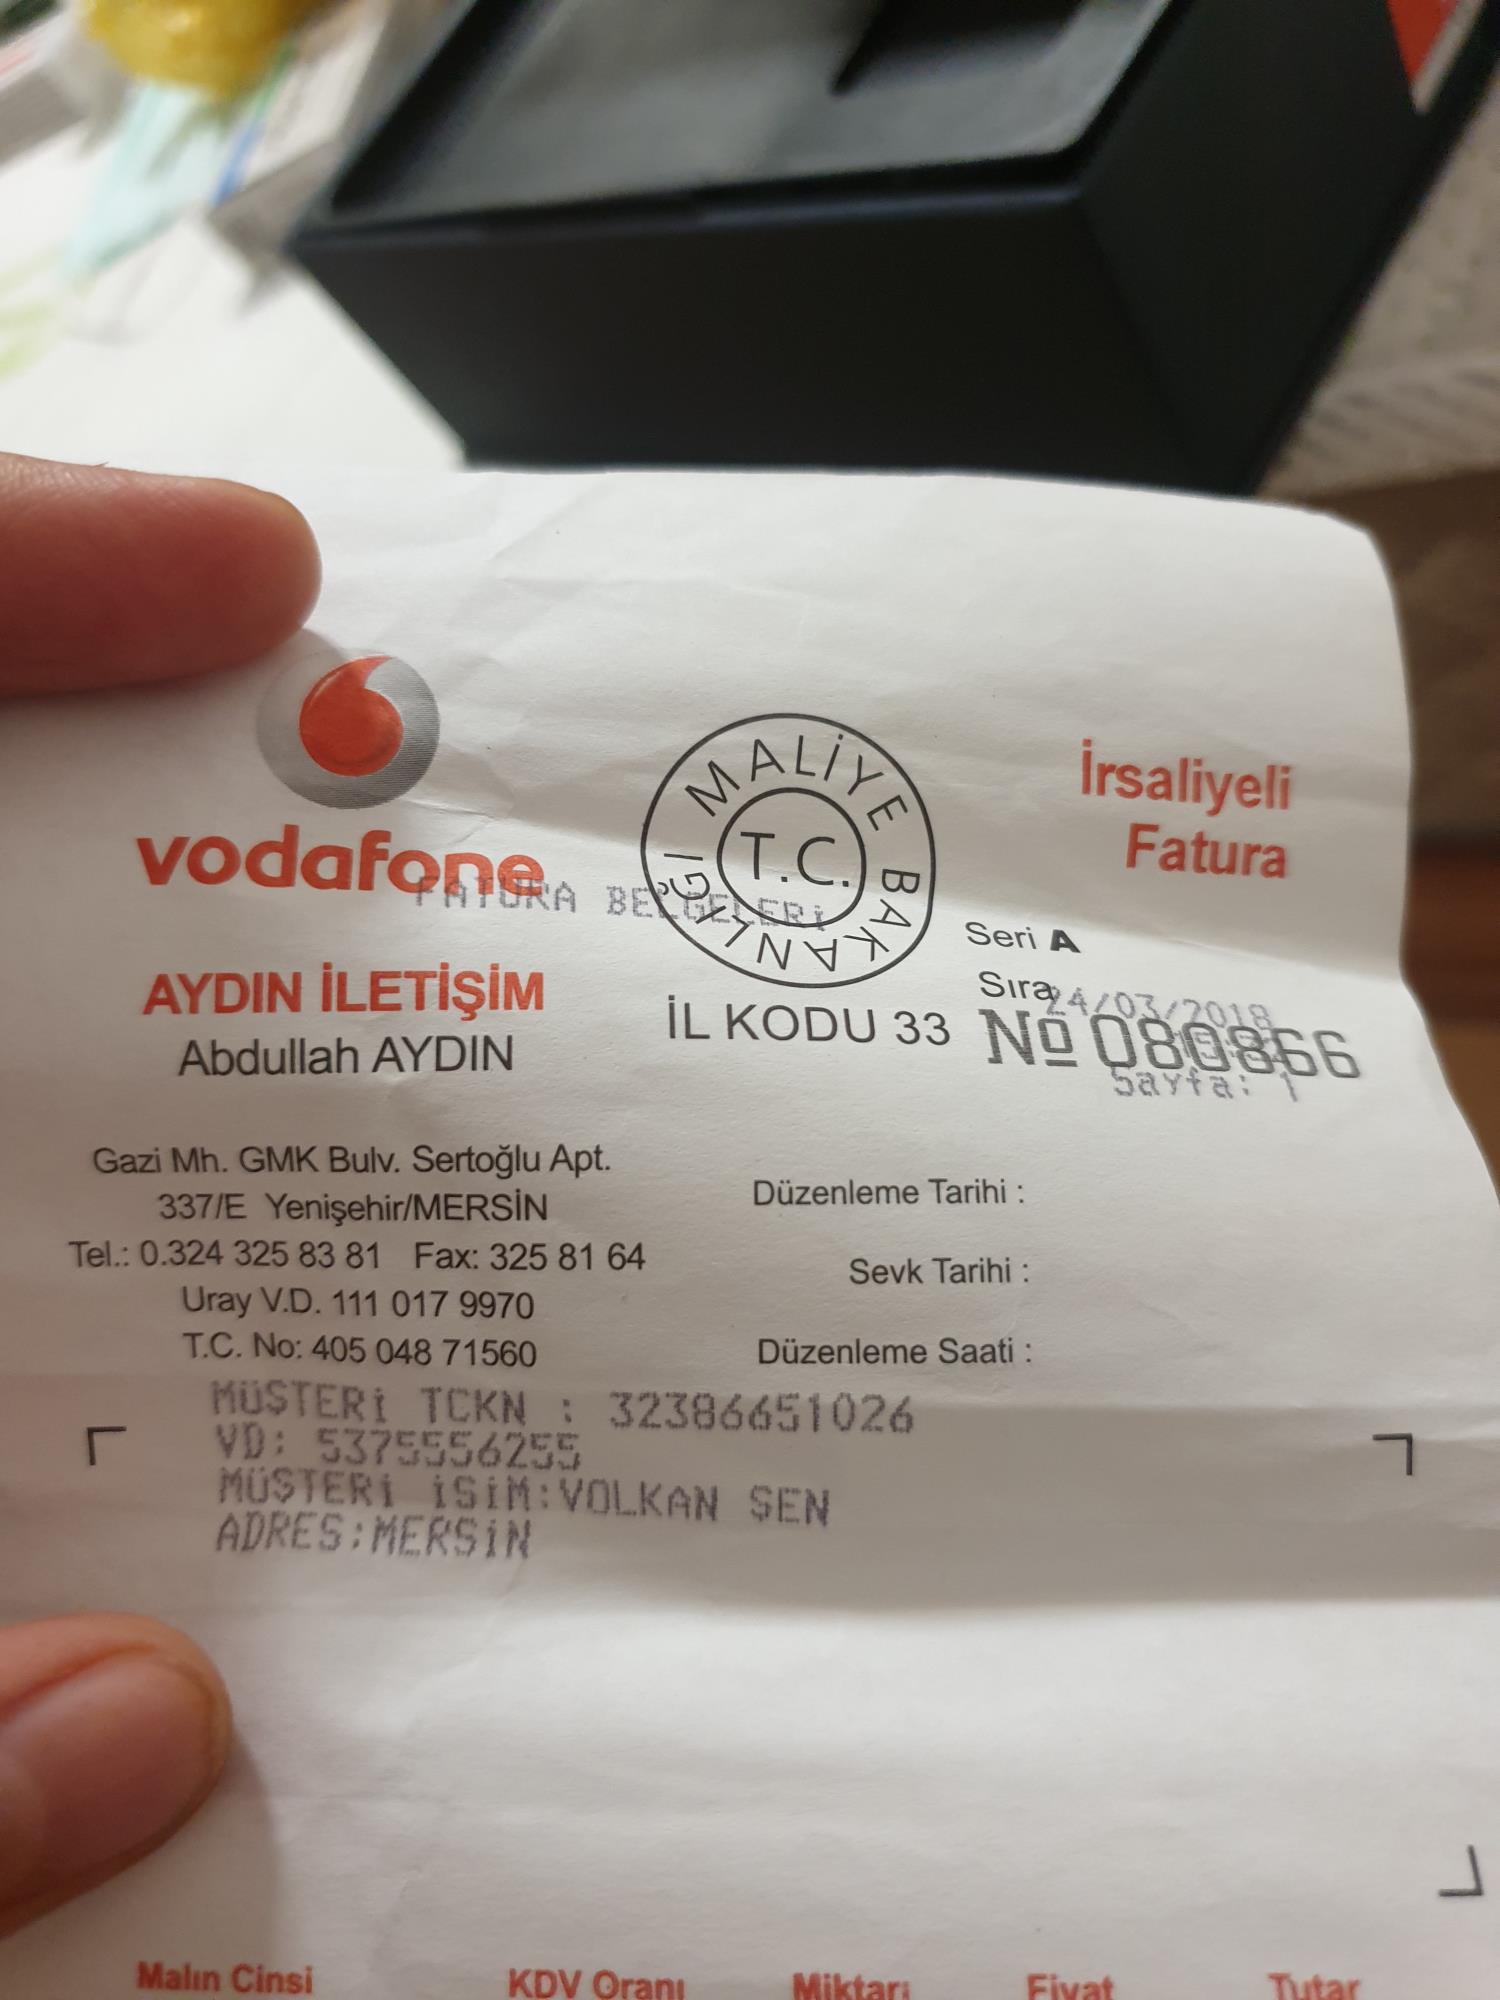 vodafone
FATURA BELGELERİ
AYDIN İLETİŞİM
Abdullah AYDIN
MALİYE BAKANLIĞI
T.C.
İL KODU 33
İrsaliyeli
Fatura
Seri A
Sıra
24/03/2018
№ 080866
Sayfa: 1
Gazi Mh. GMK Bulv. Sertoğlu Apt.
337/E Yenişehir/MERSİN
Tel.: 0.324 325 83 81 Fax: 325 81 64
Uray V.D. 111 017 9970
T.C. No: 405 048 71560
Düzenleme Tarihi :
Sevk Tarihi :
Düzenleme Saati :
MÜŞTERİ TCKN : 32386651026
VD: 5375556255
MÜŞTERİ İSİM:VOLKAN ŞEN
ADRES:MERSİN
Malın Cinsi KDV Oranı Miktarı Fiyat Tutar